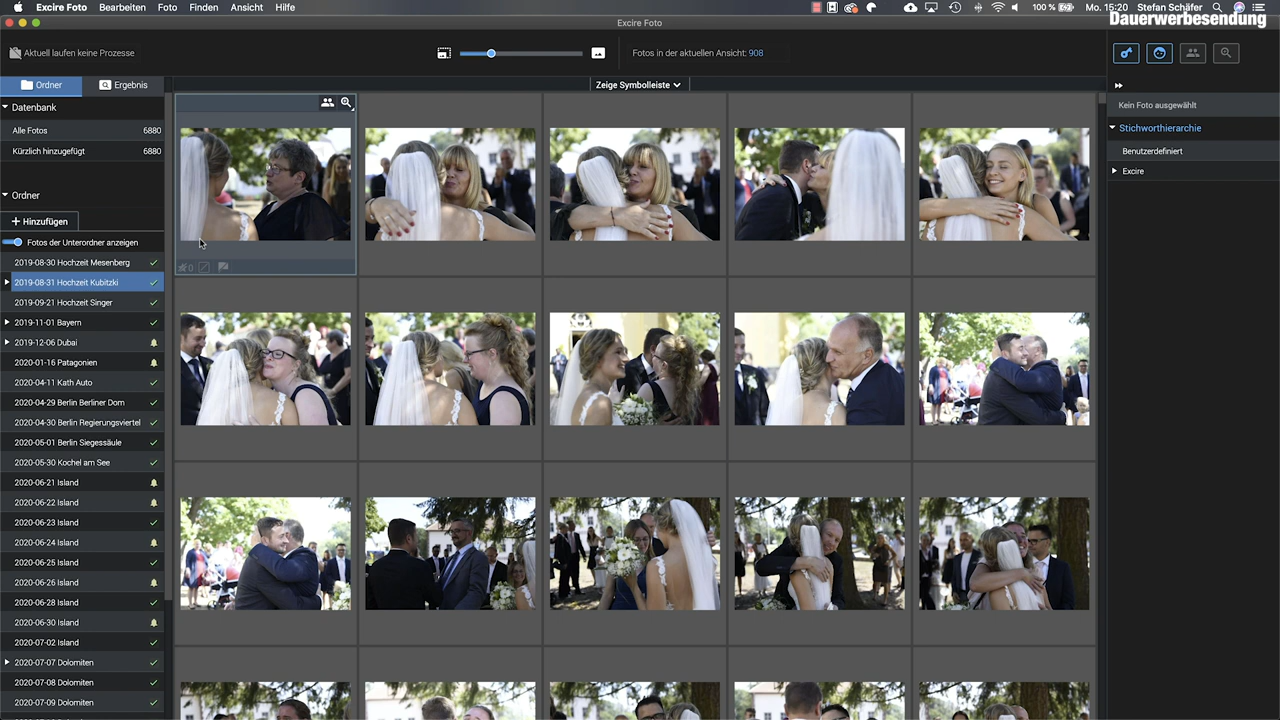 Excire Foto Bearbeiten Foto Finden Ansicht Hilfe
100 % Mo. 15:20 Stefan Schäfer
Dauerwerbesendung
Excire Foto
Aktuell laufen keine Prozesse
Fotos in der aktuellen Ansicht: 908
Ordner Ergebnis
Zeige Symbolleiste
Datenbank
Alle Fotos 6880
Kürzlich hinzugefügt 6880
Ordner
+ Hinzufügen
Fotos der Unterordner anzeigen
2019-08-30 Hochzeit Mesenberg
2019-08-31 Hochzeit Kubitzki
2019-09-21 Hochzeit Singer
2019-11-01 Bayern
2019-12-06 Dubai
2020-01-16 Patagonien
2020-04-11 Kath Auto
2020-04-29 Berlin Berliner Dom
2020-04-30 Berlin Regierungsviertel
2020-05-01 Berlin Siegessäule
2020-05-30 Kochel am See
2020-06-21 Island
2020-06-22 Island
2020-06-23 Island
2020-06-24 Island
2020-06-25 Island
2020-06-26 Island
2020-06-28 Island
2020-06-30 Island
2020-07-02 Island
2020-07-07 Dolomiten
2020-07-08 Dolomiten
2020-07-09 Dolomiten
0
Kein Foto ausgewählt
Stichworthierarchie
Benutzerdefiniert
Excire